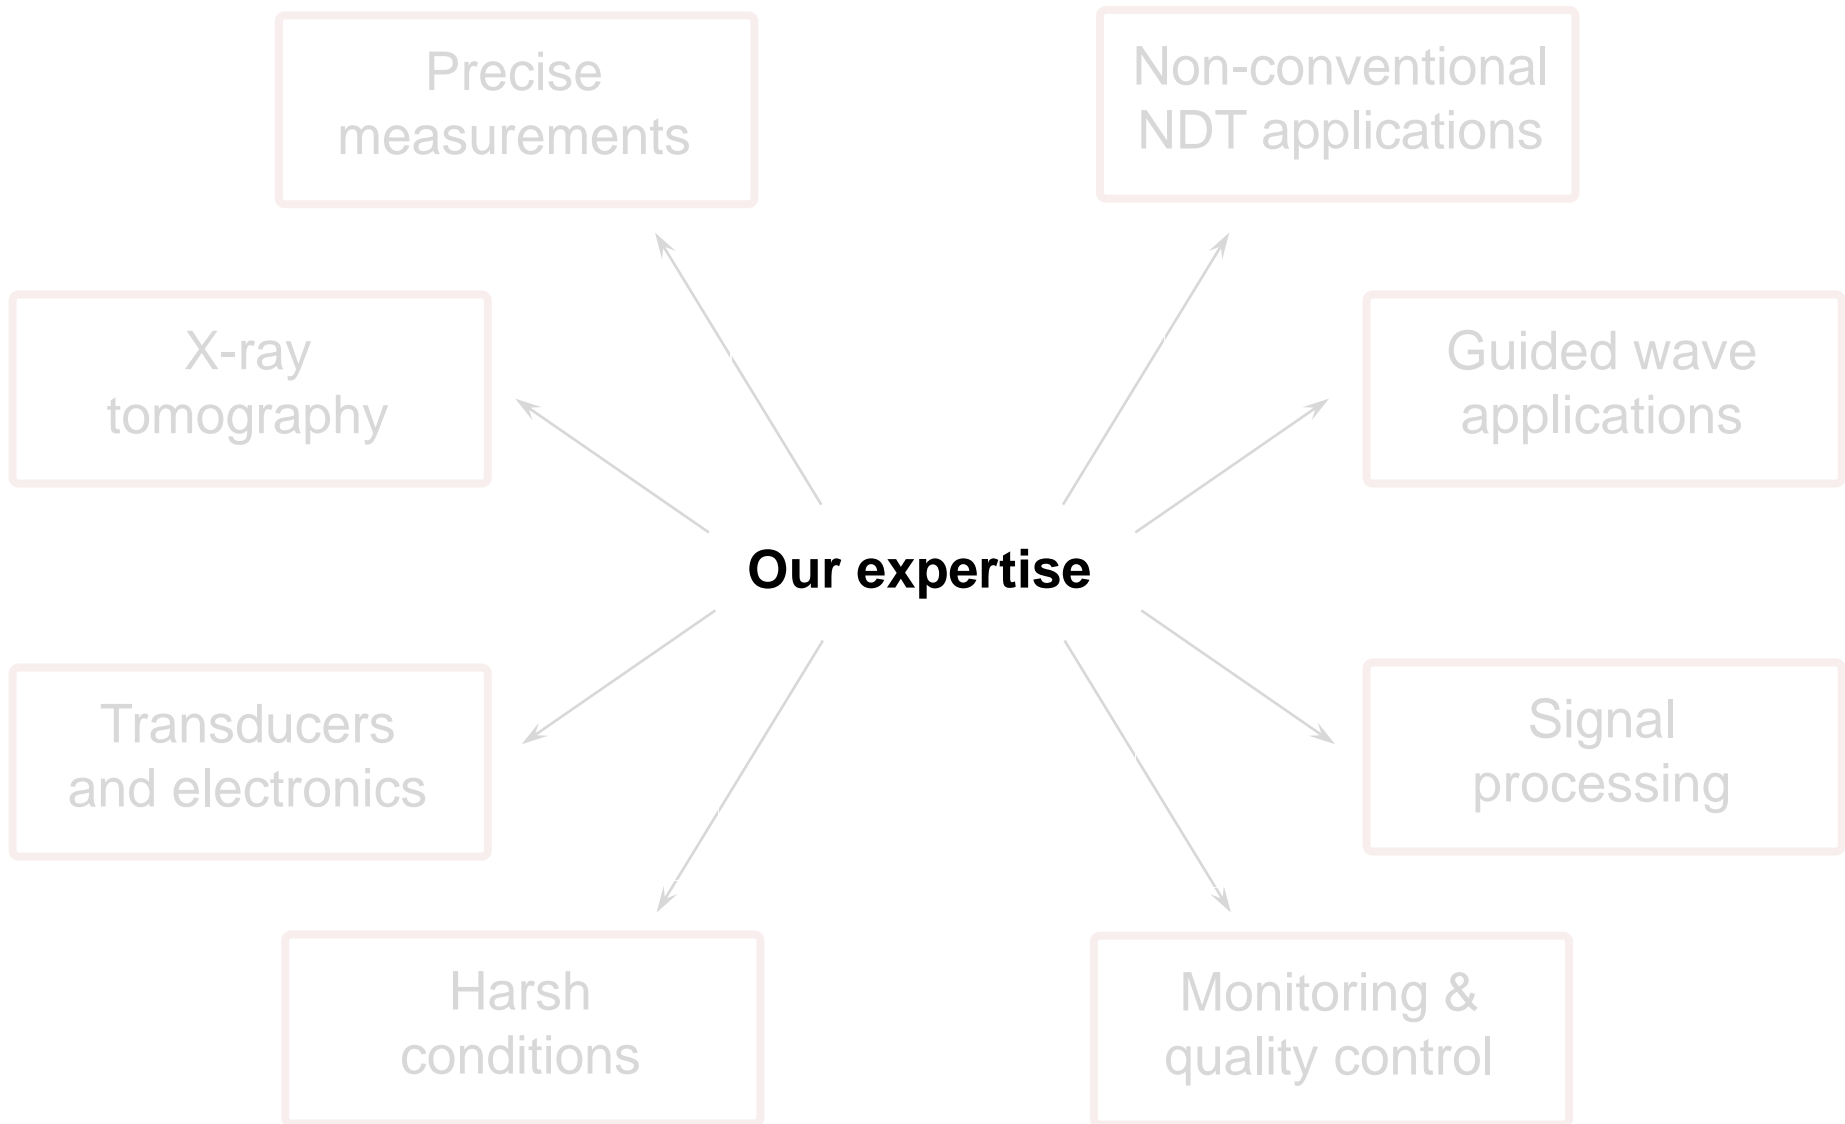 Precise
measurements
Non-conventional
NDT applications
X-ray
tomography
Guided wave
applications
Our expertise
Transducers
and electronics
Signal
processing
Harsh
conditions
Monitoring &
quality control